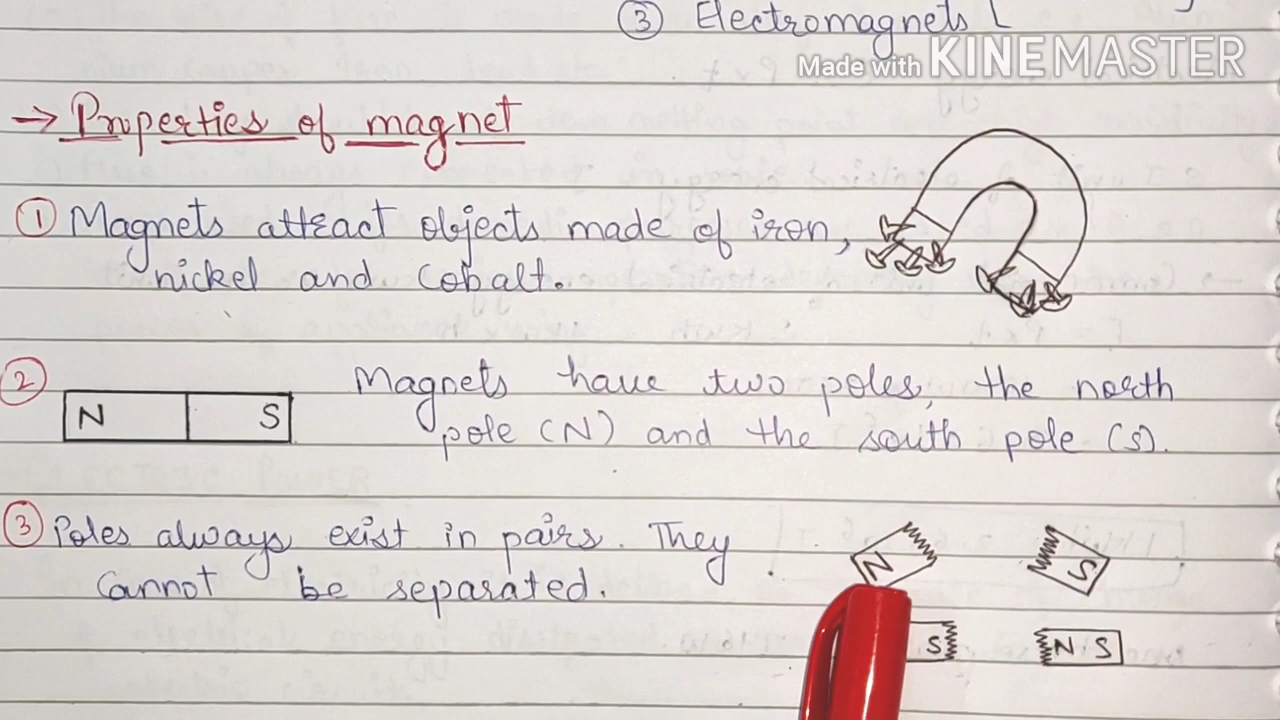 ③ Electromagnets [
Made with KINEMASTER
→ Properties of magnet
① Magnets attract objects made of iron,
nickel and Cobalt.
② Magnets have two poles, the north
N S
pole (N) and the south pole (S).
③ Poles always exist in pairs. They
cannot be separated.
N S
S N S